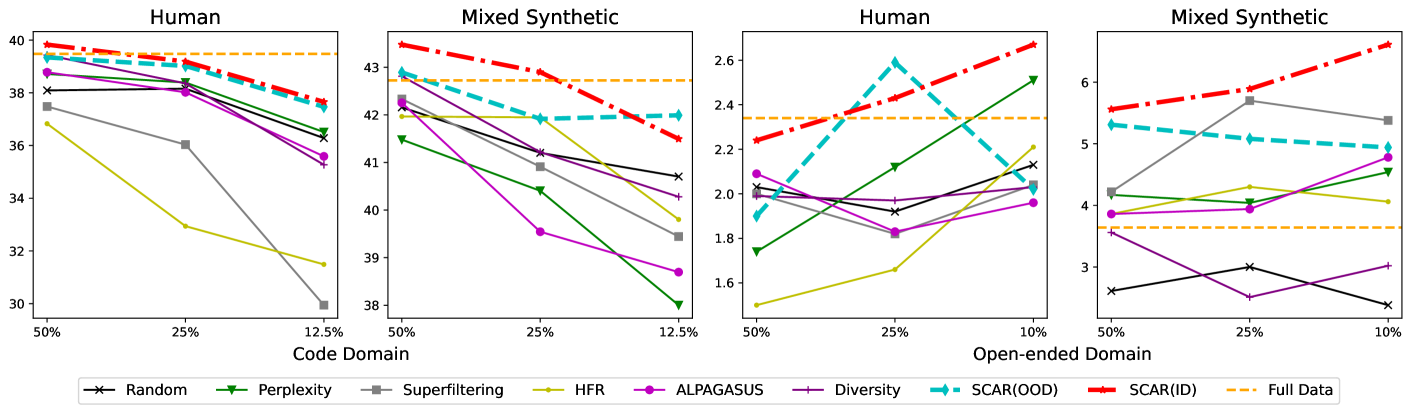 Human
Mixed Synthetic
Human
Mixed Synthetic
40
38
36
34
32
30
50%
25%
12.5%
43
42
41
40
39
38
50%
25%
12.5%
2.6
2.4
2.2
2.0
1.8
1.6
50%
25%
10%
6
5
4
3
50%
25%
10%
Code Domain
Open-ended Domain
Random
Perplexity
Superfiltering
HFR
ALPAGASUS
Diversity
SCAR(OOD)
SCAR(ID)
Full Data